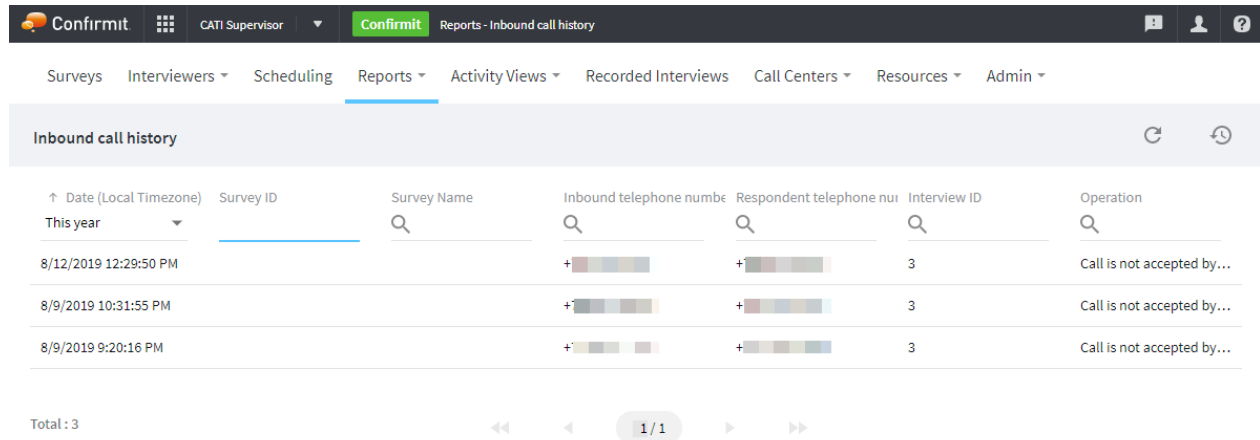 Confirmit. CATI Supervisor Confirmit Reports - Inbound call history
Surveys Interviewers Scheduling Reports Activity Views Recorded Interviews Call Centers Resources Admin
Inbound call history
↑ Date (Local Timezone) Survey ID Survey Name Inbound telephone numbe Respondent telephone nui Interview ID Operation
This year
8/12/2019 12:29:50 PM + + 3 Call is not accepted by...
8/9/2019 10:31:55 PM + + 3 Call is not accepted by...
8/9/2019 9:20:16 PM + + 3 Call is not accepted by...
Total : 3 1 / 1